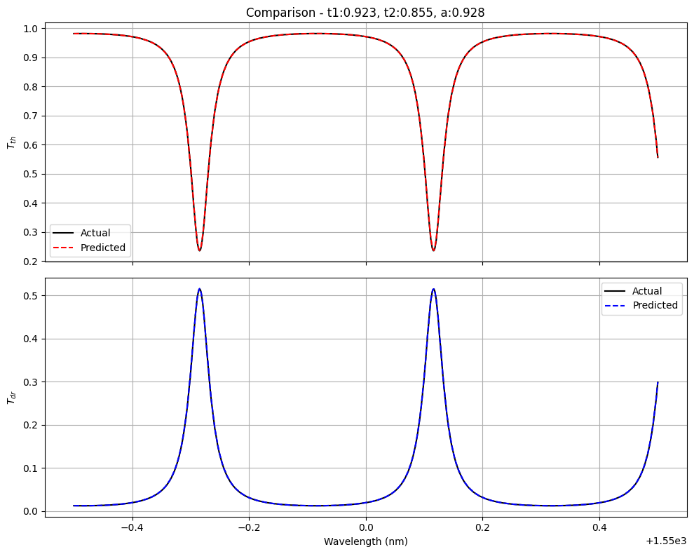 Comparison - t1:0.923, t2:0.855, a:0.928
1.0
0.9
0.8
0.7
0.6
0.5
0.4
0.3
0.2
T_th
Actual
Predicted
0.5
0.4
0.3
0.2
0.1
0.0
T_dr
Actual
Predicted
−0.4 −0.2 0.0 0.2 0.4
Wavelength (nm)
+1.55e3